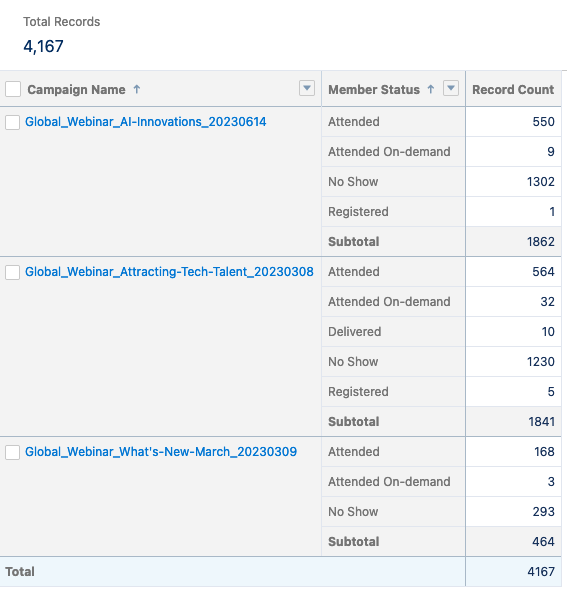 Total Records
4,167
Campaign Name ↑ Member Status ↑ Record Count
Global_Webinar_AI-Innovations_20230614 Attended 550
Attended On-demand 9
No Show 1302
Registered 1
Subtotal 1862
Global_Webinar_Attracting-Tech-Talent_20230308 Attended 564
Attended On-demand 32
Delivered 10
No Show 1230
Registered 5
Subtotal 1841
Global_Webinar_What's-New-March_20230309 Attended 168
Attended On-demand 3
No Show 293
Subtotal 464
Total 4167